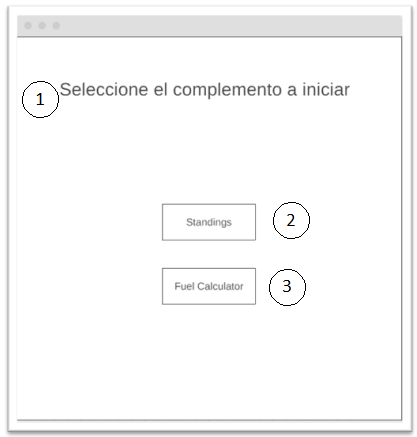 Seleccione el complemento a iniciar
1
Standings
2
Fuel Calculator
3